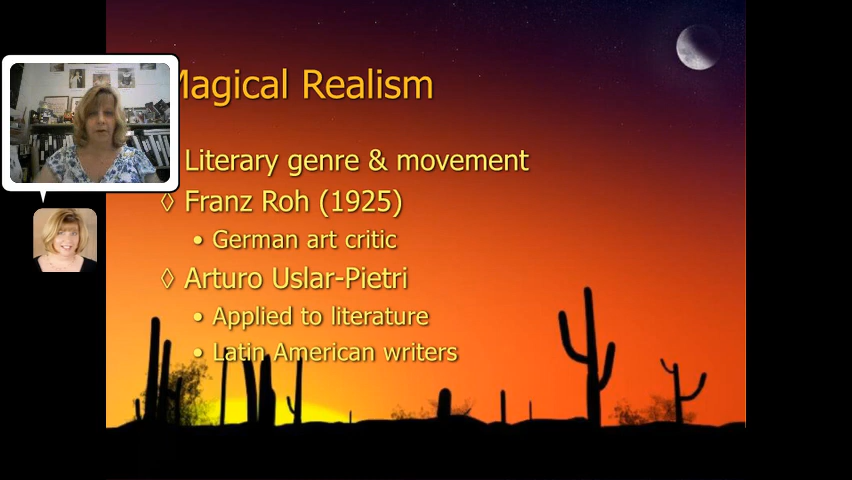 Magical Realism
Literary genre & movement
◊ Franz Roh (1925)
• German art critic
◊ Arturo Uslar-Pietri
• Applied to literature
• Latin American writers